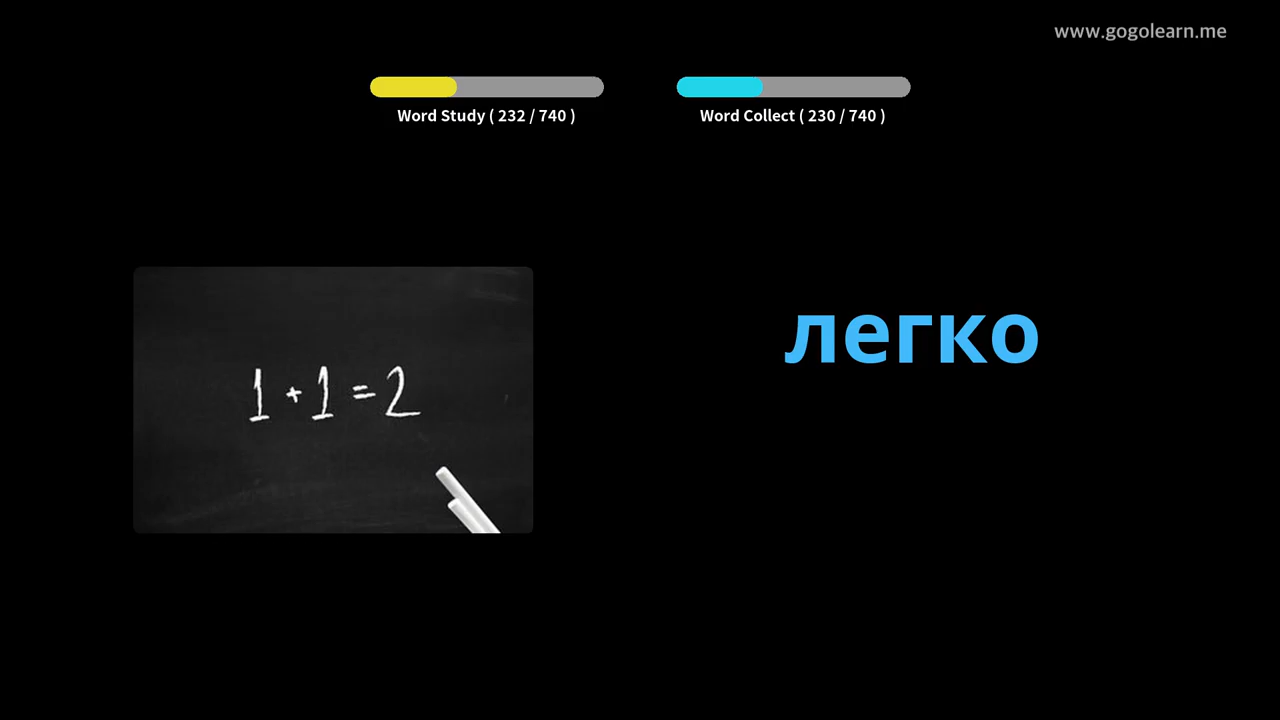 www.gogolearn.me
Word Study ( 232 / 740 )
Word Collect ( 230 / 740 )
легко
1 + 1 = 2